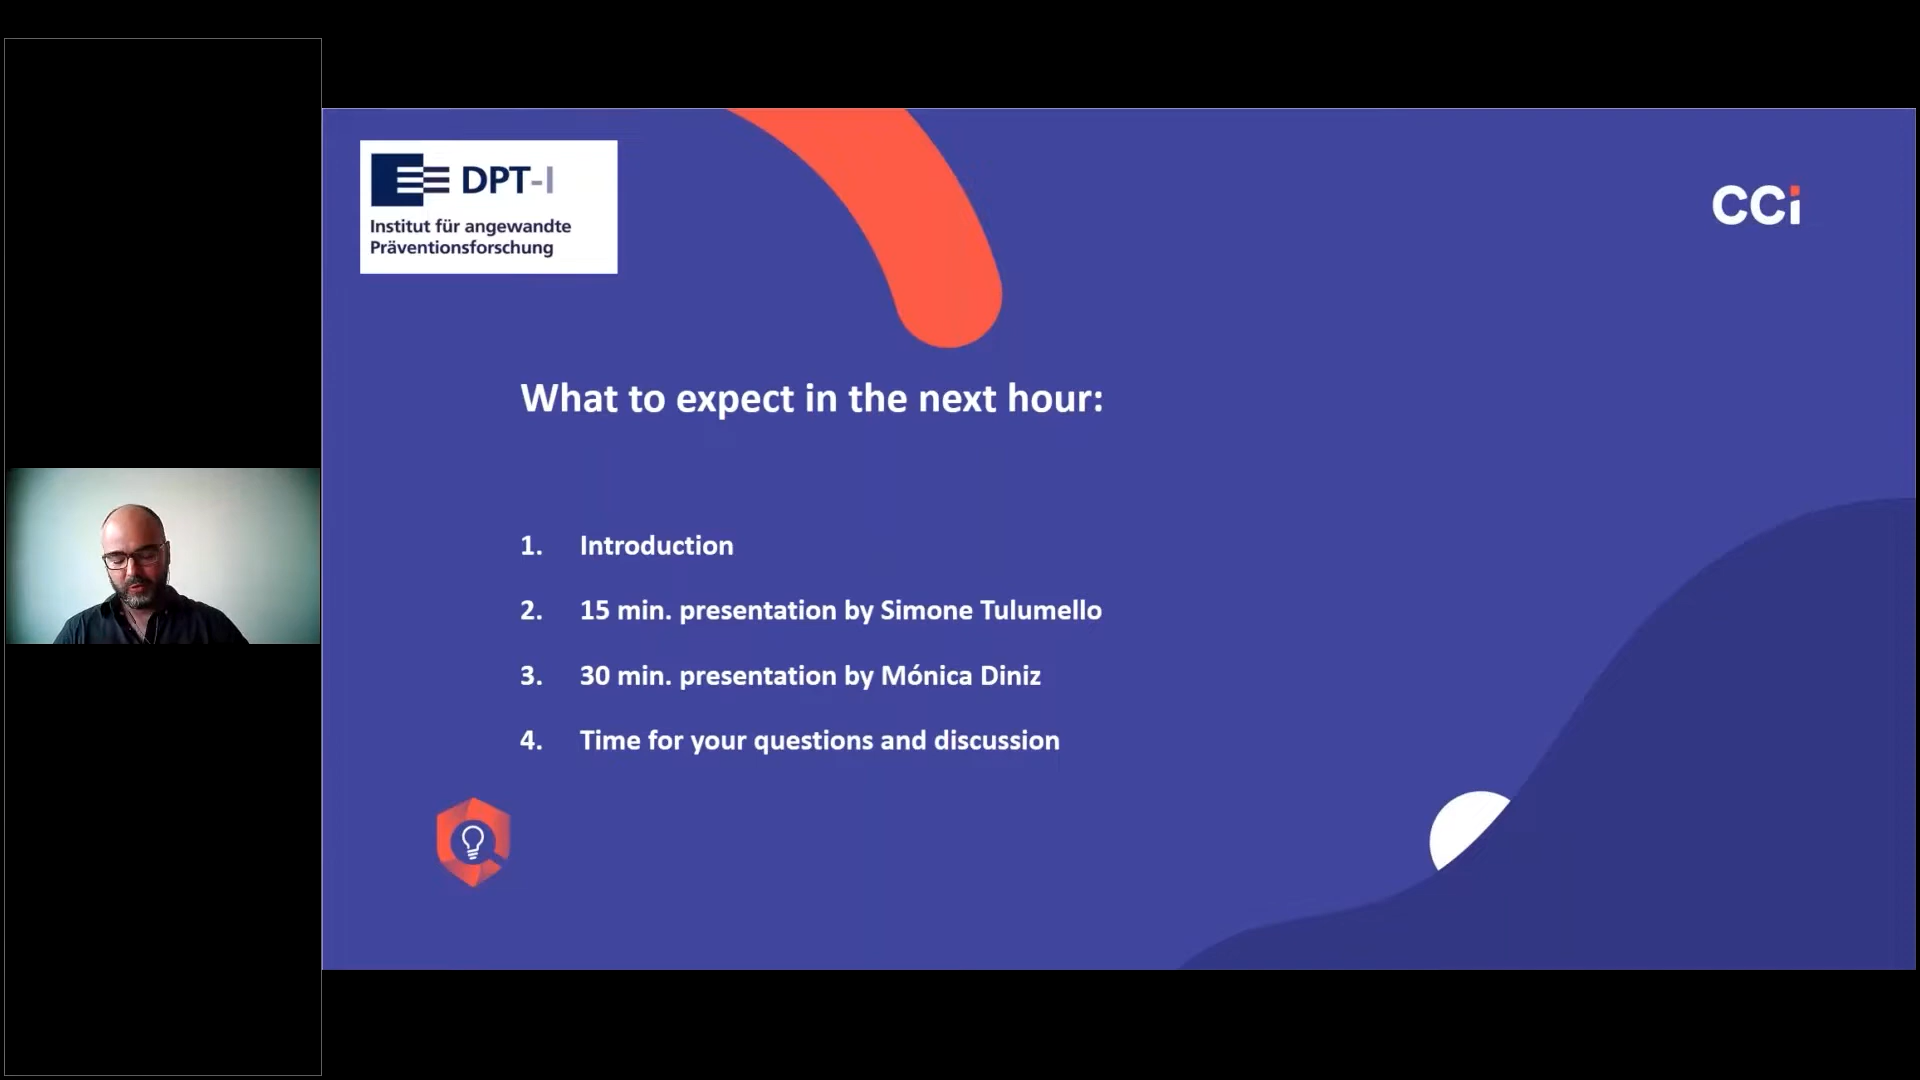 DPT-I
Institut für angewandte
Präventionsforschung
CCi
What to expect in the next hour:
1. Introduction
2. 15 min. presentation by Simone Tulumello
3. 30 min. presentation by Mónica Diniz
4. Time for your questions and discussion